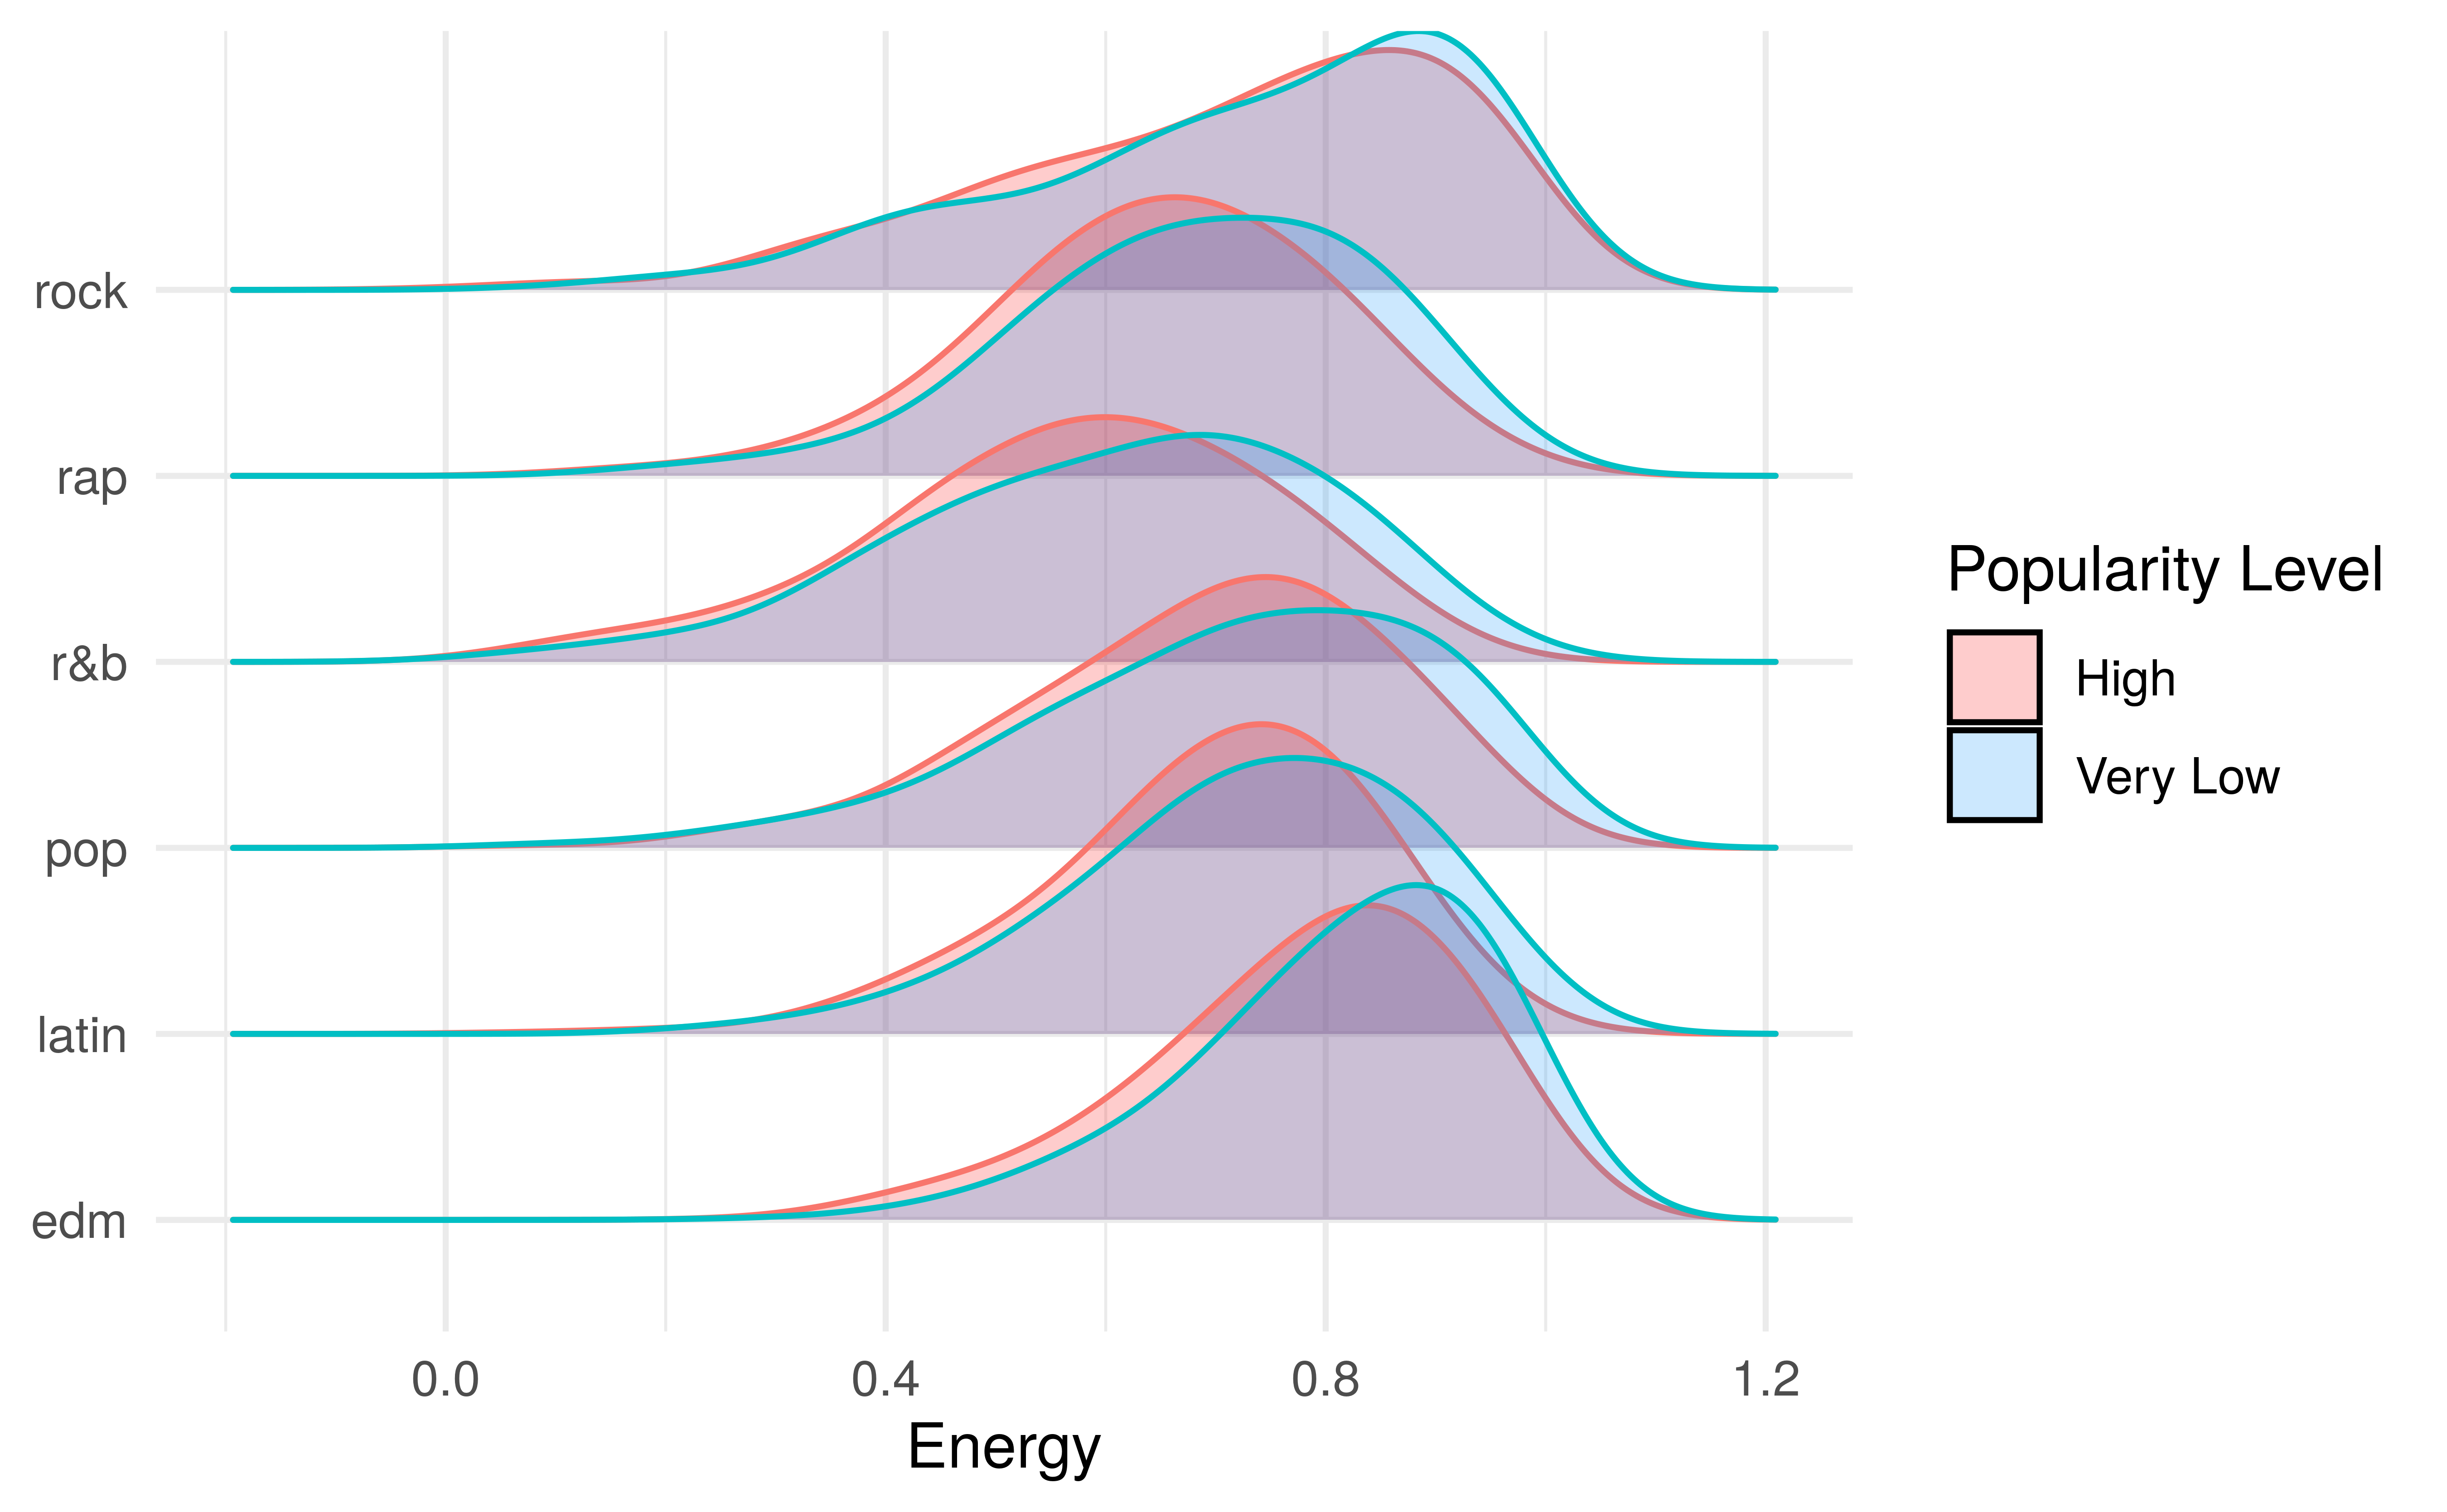 rock
rap
r&b
pop
latin
edm
0.0 0.4 0.8 1.2
Energy
Popularity Level
High
Very Low